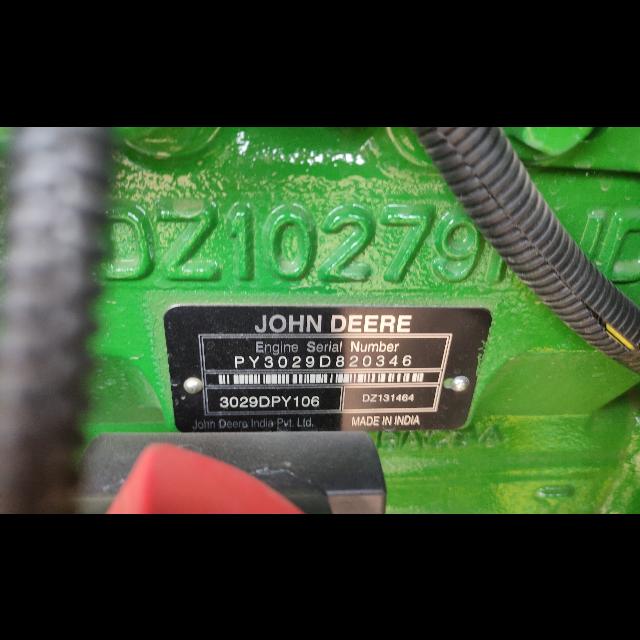 DZ10279
JOHN DEERE
Engine Serial Number
PY3029D820346
3029DPY106
DZ131464
John Deere India Pvt. Ltd.
MADE IN INDIA